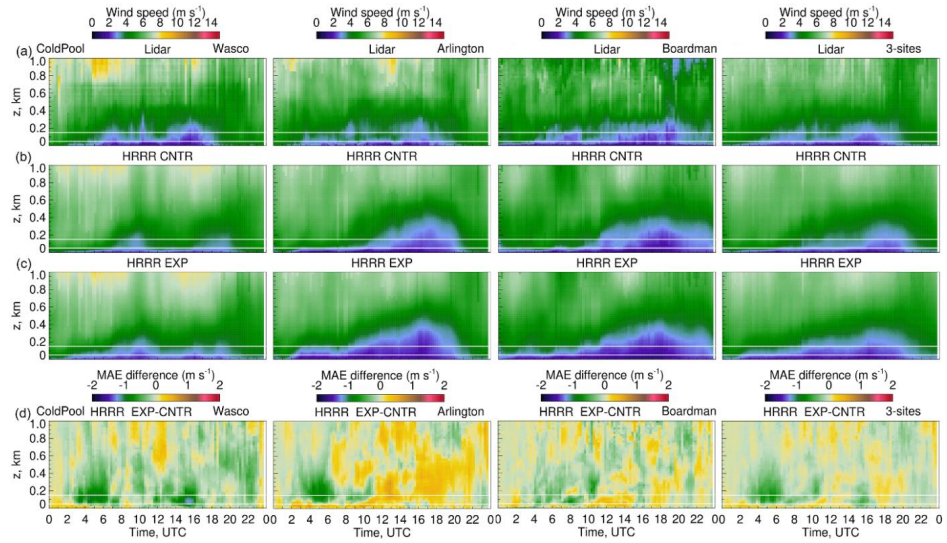 Wind speed (m s⁻¹) Wind speed (m s⁻¹) Wind speed (m s⁻¹) Wind speed (m s⁻¹)
0 2 4 6 8 10 12 14 0 2 4 6 8 10 12 14 0 2 4 6 8 10 12 14 0 2 4 6 8 10 12 14
ColdPool Lidar Wasco Lidar Arlington Lidar Boardman Lidar 3-sites
(a)
z, km
1.0
0.8
0.6
0.4
0.2
0
HRRR CNTR HRRR CNTR HRRR CNTR HRRR CNTR
(b)
z, km
1.0
0.8
0.6
0.4
0.2
0
HRRR EXP HRRR EXP HRRR EXP HRRR EXP
(c)
z, km
1.0
0.8
0.6
0.4
0.2
0
MAE difference (m s⁻¹) MAE difference (m s⁻¹) MAE difference (m s⁻¹) MAE difference (m s⁻¹)
-2 -1 0 1 2 -2 -1 0 1 2 -2 -1 0 1 2 -2 -1 0 1 2
ColdPool HRRR EXP-CNTR Wasco HRRR EXP-CNTR Arlington HRRR EXP-CNTR Boardman HRRR EXP-CNTR 3-sites
(d)
z, km
1.0
0.8
0.6
0.4
0.2
0
0 2 4 6 8 10 12 14 16 18 20 22 00 2 4 6 8 10 12 14 16 18 20 22 00 2 4 6 8 10 12 14 16 18 20 22 00 2 4 6 8 10 12 14 16 18 20 22 0
Time, UTC Time, UTC Time, UTC Time, UTC